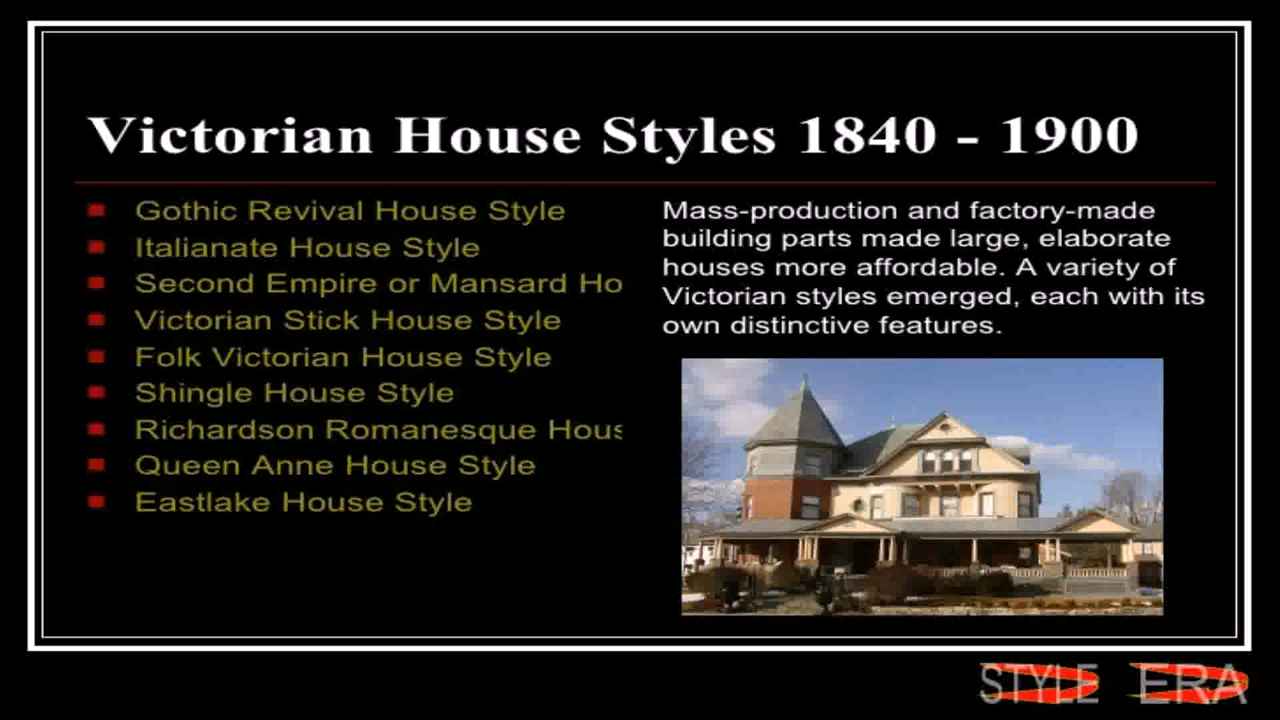 Victorian House Styles 1840 - 1900
Gothic Revival House Style
Italianate House Style
Second Empire or Mansard Ho
Victorian Stick House Style
Folk Victorian House Style
Shingle House Style
Richardson Romanesque Hous
Queen Anne House Style
Eastlake House Style
Mass-production and factory-made
building parts made large, elaborate
houses more affordable. A variety of
Victorian styles emerged, each with its
own distinctive features.
STYLE ERA